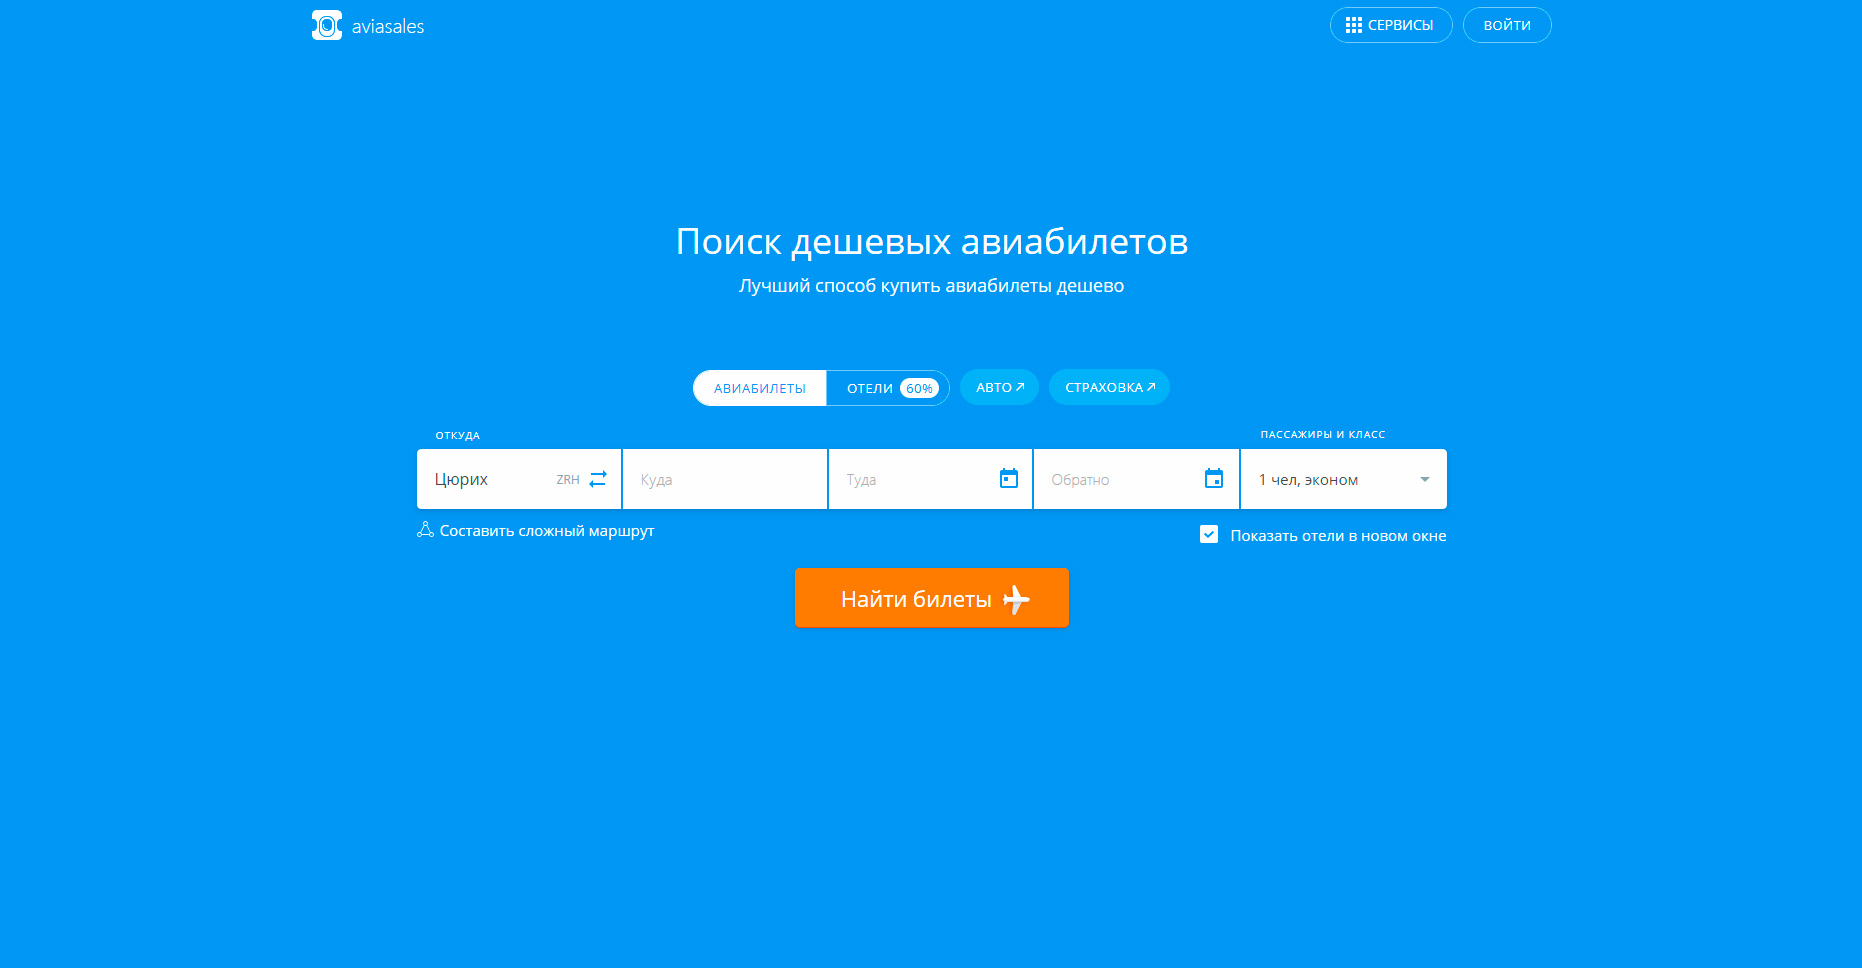 aviasales
СЕРВИСЫ
ВОЙТИ
Поиск дешевых авиабилетов
Лучший способ купить авиабилеты дешево
АВИАБИЛЕТЫ
ОТЕЛИ 60%
АВТО
СТРАХОВКА
ОТКУДА
ПАССАЖИРЫ И КЛАСС
Цюрих ZRH
Куда
Туда
Обратно
1 чел, эконом
Составить сложный маршрут
Показать отели в новом окне
Найти билеты